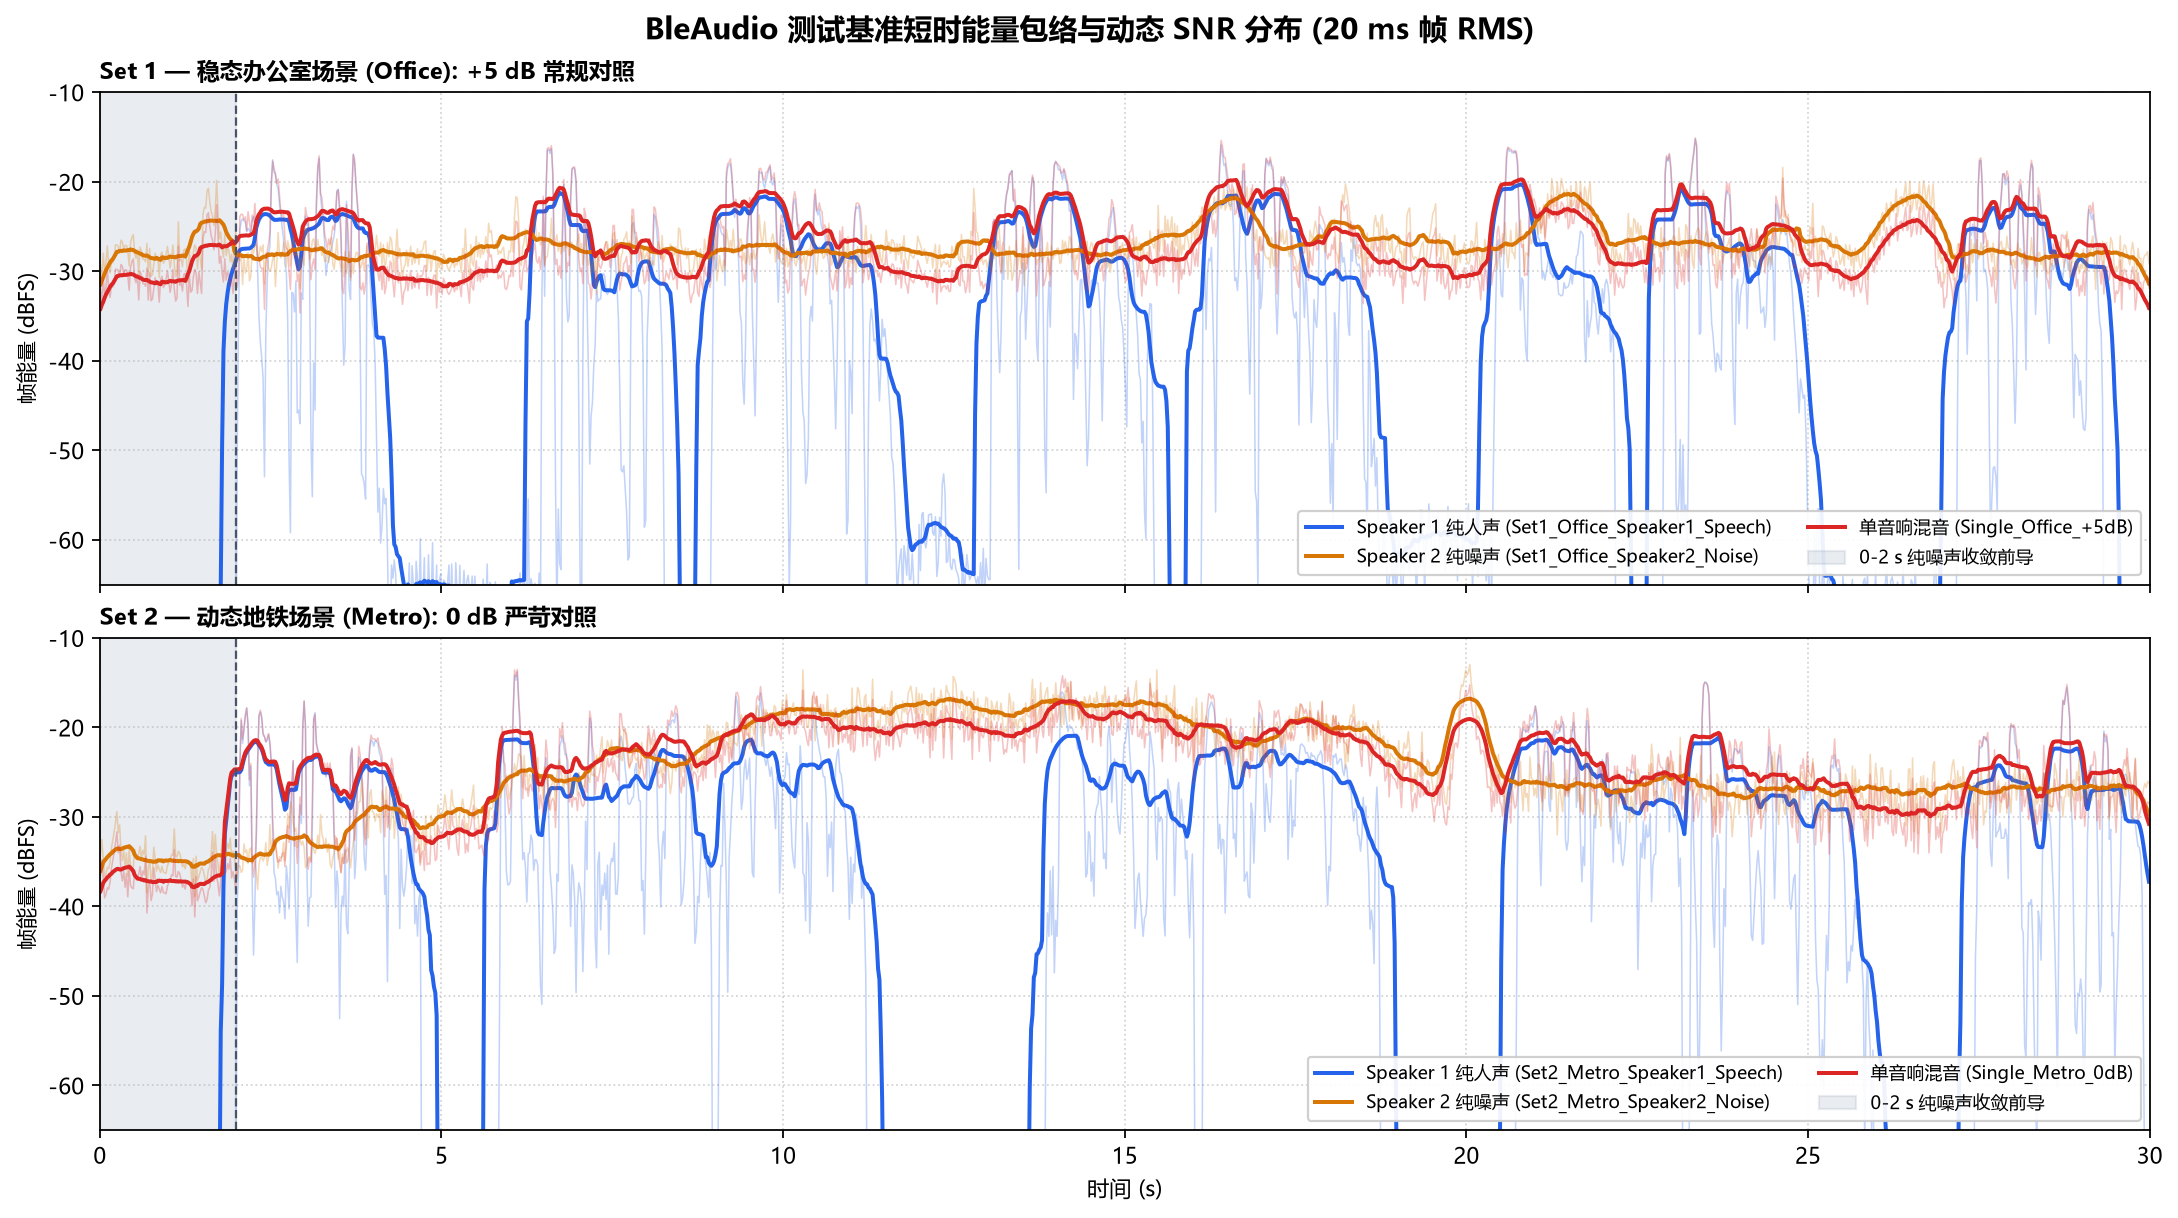 BleAudio 测试基准短时能量包络与动态 SNR 分布 (20 ms 帧 RMS)
Set 1 — 稳态办公室场景 (Office): +5 dB 常规对照
帧能量 (dBFS)
-10
-20
-30
-40
-50
-60
Speaker 1 纯人声 (Set1_Office_Speaker1_Speech)
Speaker 2 纯噪声 (Set1_Office_Speaker2_Noise)
单音响混音 (Single_Office_+5dB)
0-2 s 纯噪声收敛前导
Set 2 — 动态地铁场景 (Metro): 0 dB 严苛对照
帧能量 (dBFS)
-10
-20
-30
-40
-50
-60
Speaker 1 纯人声 (Set2_Metro_Speaker1_Speech)
Speaker 2 纯噪声 (Set2_Metro_Speaker2_Noise)
单音响混音 (Single_Metro_0dB)
0-2 s 纯噪声收敛前导
0 5 10 15 20 25 30
时间 (s)